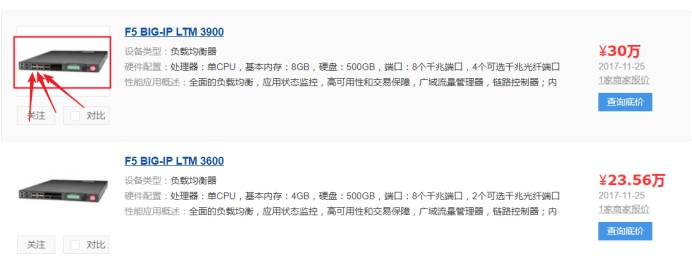 F5 BIG-IP LTM 3900
设备类型：负载均衡器
¥30万
硬件配置：处理器：单CPU，基本内存：8GB，硬盘：500GB，端口：8个千兆端口，4个可选千兆光纤端口
2017-11-25
性能应用概述：全面的负载均衡，应用状态监控，高可用性和交易保障，广域流量管理器，链路控制器；内
1家商家报价
查询底价
关注 对比
F5 BIG-IP LTM 3600
设备类型：负载均衡器
¥23.56万
硬件配置：处理器：单CPU，基本内存：4GB，硬盘：500GB，端口：8个千兆端口，2个可选千兆光纤端口
2017-11-25
性能应用概述：全面的负载均衡，应用状态监控，高可用性和交易保障，广域流量管理器，链路控制器；内
1家商家报价
查询底价
关注 对比